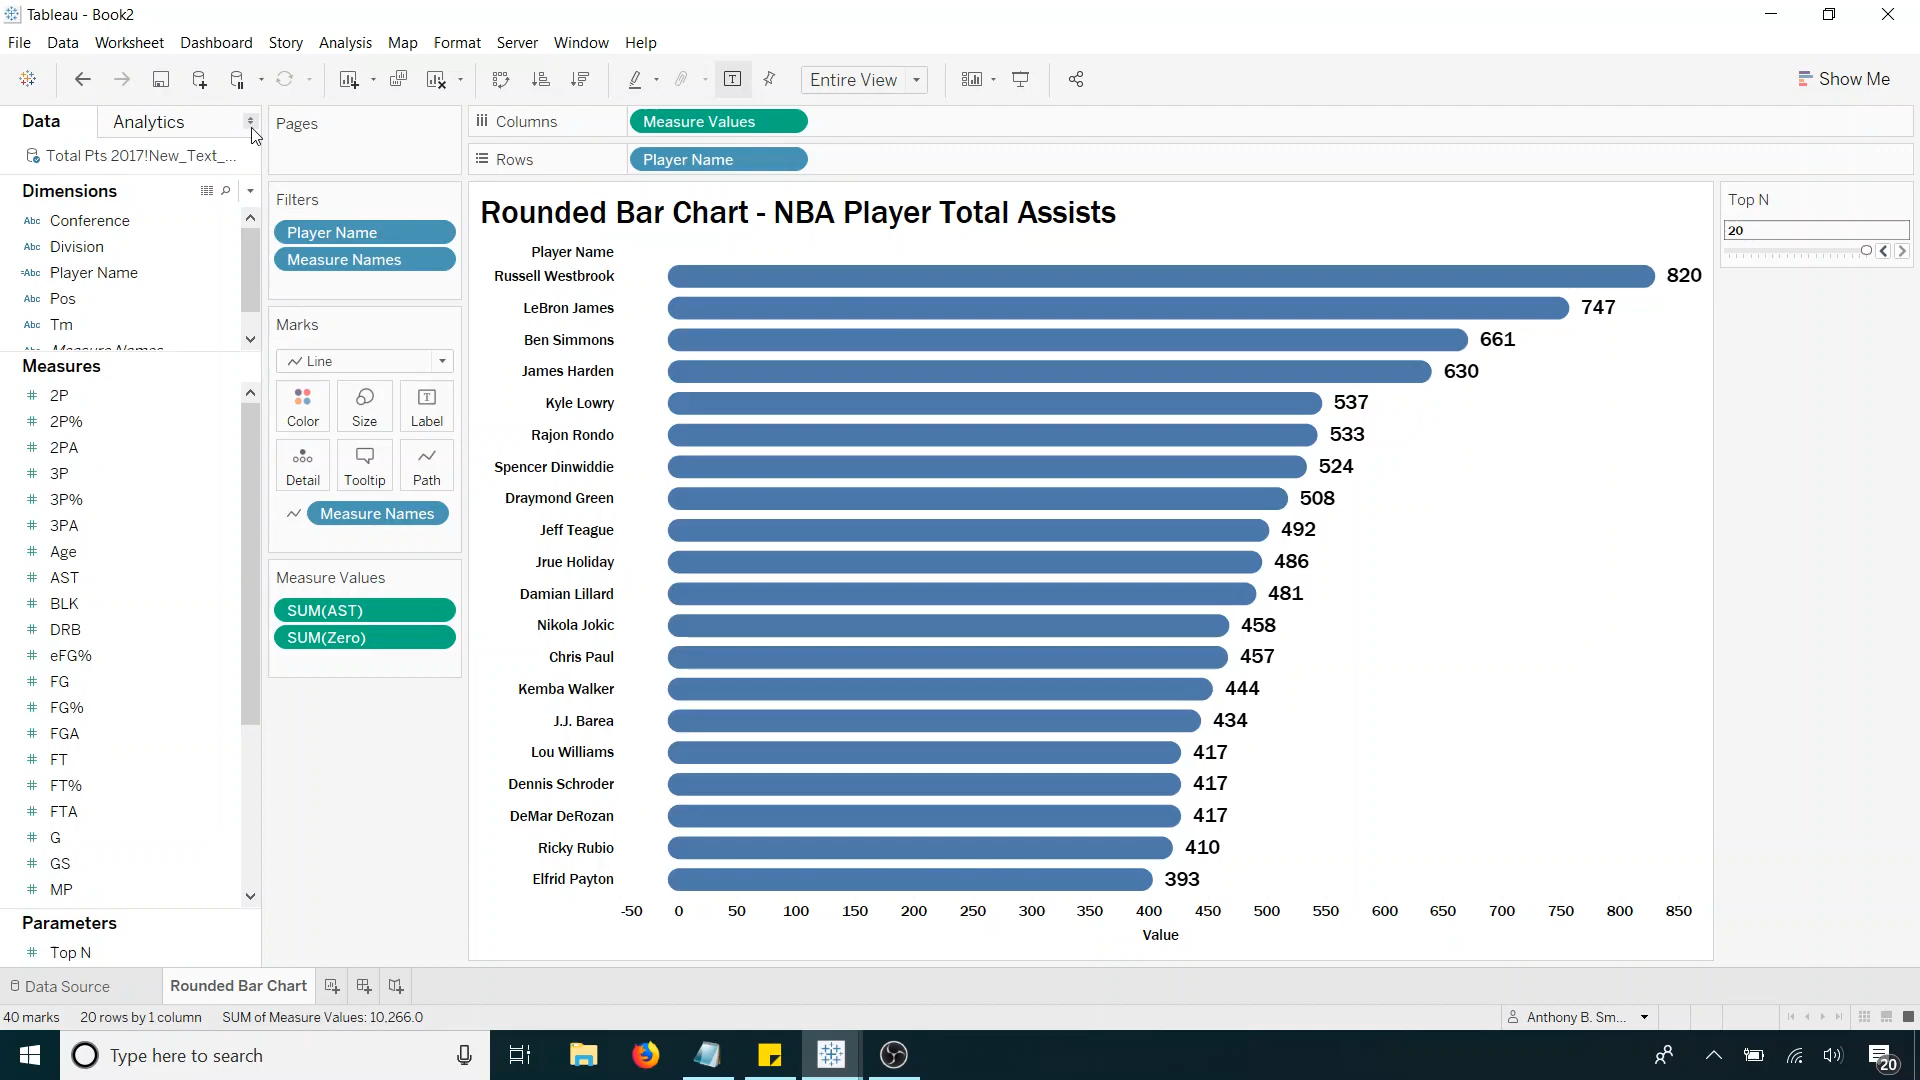 Tableau - Book2
File Data Worksheet Dashboard Story Analysis Map Format Server Window Help
Entire View
Show Me
Data
Analytics
Total Pts 2017!New_Text_...
Dimensions
Abc Conference
Abc Division
=Abc Player Name
Abc Pos
Abc Tm
Measures
# 2P
# 2P%
# 2PA
# 3P
# 3P%
# 3PA
# Age
# AST
# BLK
# DRB
# eFG%
# FG
# FG%
# FGA
# FT
# FT%
# FTA
# G
# GS
# MP
Parameters
# Top N
Pages
Filters
Player Name
Measure Names
Marks
Line
Color Size Label
Detail Tooltip Path
Measure Names
Measure Values
SUM(AST)
SUM(Zero)
Columns Measure Values
Rows Player Name
Rounded Bar Chart - NBA Player Total Assists
Player Name
Russell Westbrook 820
LeBron James 747
Ben Simmons 661
James Harden 630
Kyle Lowry 537
Rajon Rondo 533
Spencer Dinwiddie 524
Draymond Green 508
Jeff Teague 492
Jrue Holiday 486
Damian Lillard 481
Nikola Jokic 458
Chris Paul 457
Kemba Walker 444
J.J. Barea 434
Lou Williams 417
Dennis Schroder 417
DeMar DeRozan 417
Ricky Rubio 410
Elfrid Payton 393
-50 0 50 100 150 200 250 300 350 400 450 500 550 600 650 700 750 800 850
Value
Top N
20
Data Source
Rounded Bar Chart
40 marks 20 rows by 1 column SUM of Measure Values: 10,266.0
Anthony B. Sm...
Type here to search
20